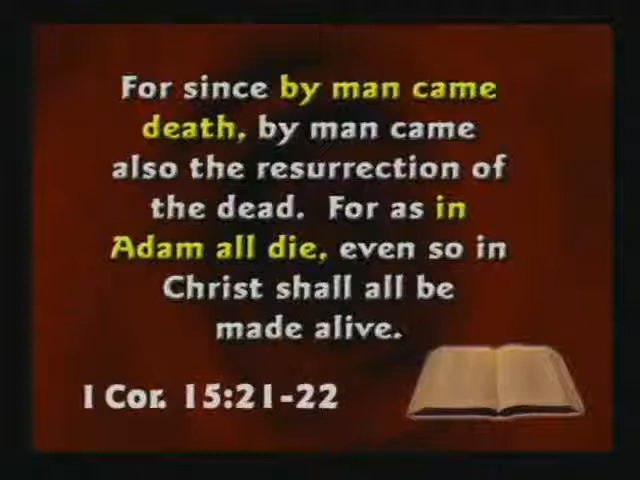 For since by man came
death, by man came
also the resurrection of
the dead. For as in
Adam all die, even so in
Christ shall all be
made alive.
I Cor. 15:21-22